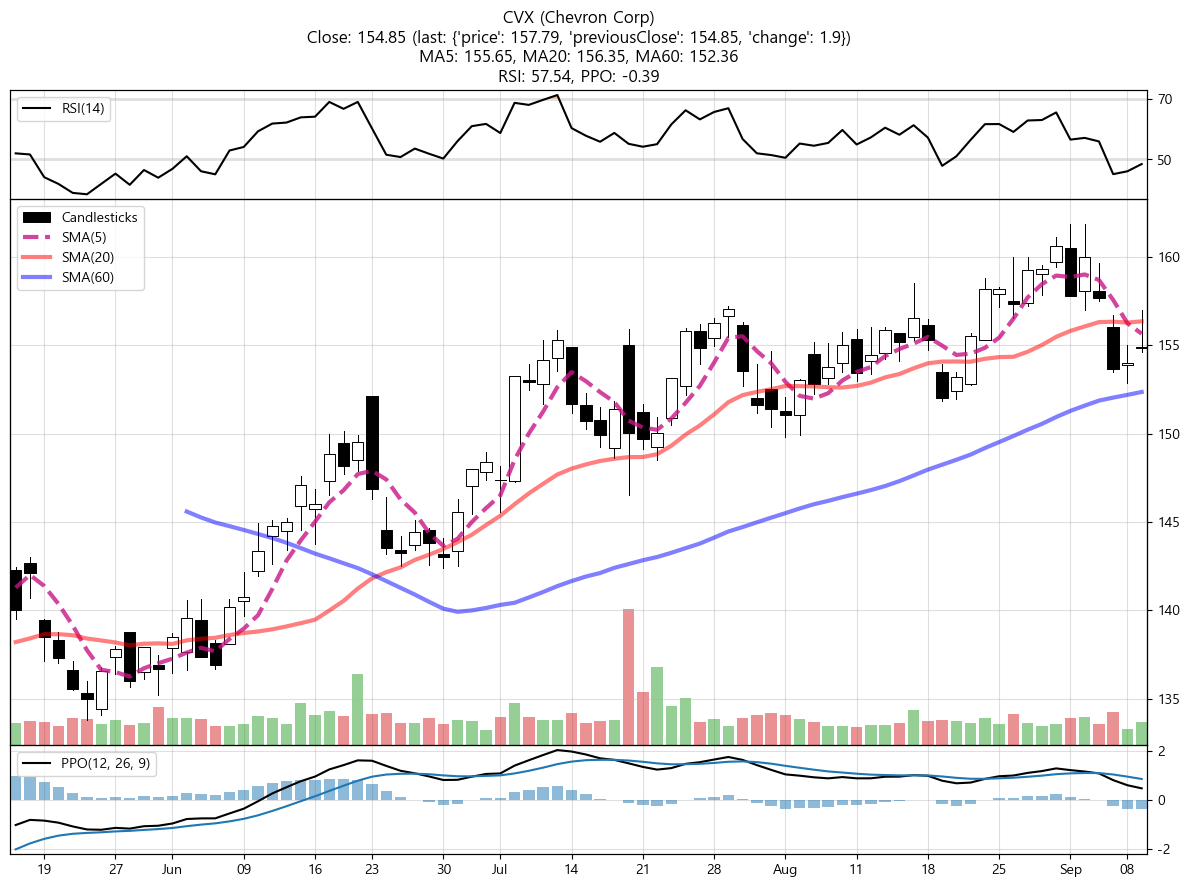 CVX (Chevron Corp)
Close: 154.85 (last: {'price': 157.79, 'previousClose': 154.85, 'change': 1.9})
MA5: 155.65, MA20: 156.35, MA60: 152.36
RSI: 57.54, PPO: -0.39
RSI(14)
70
50
Candlesticks
SMA(5)
SMA(20)
SMA(60)
160
155
150
145
140
135
PPO(12, 26, 9)
2
0
-2
19 27 Jun 09 16 23 30 Jul 14 21 28 Aug 11 18 25 Sep 08